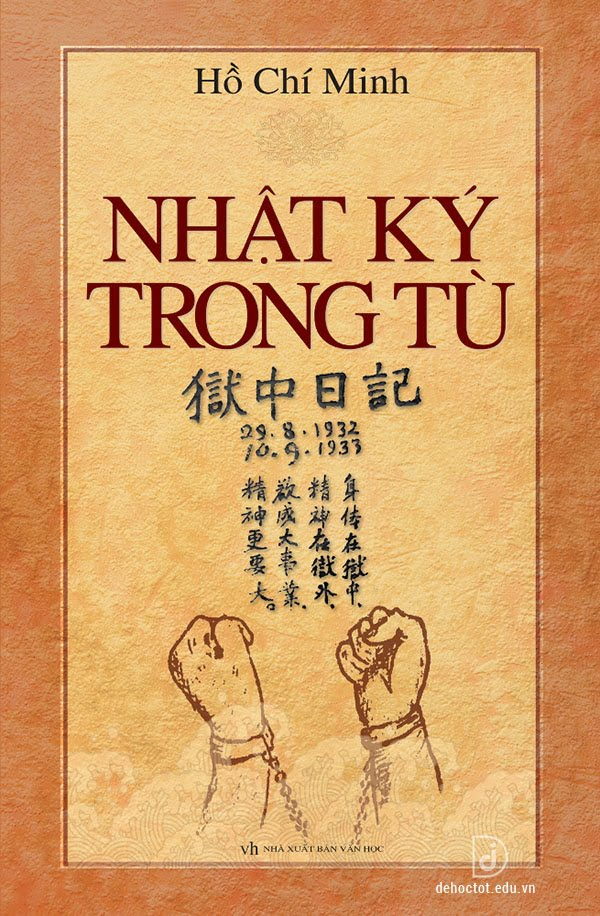 Hồ Chí Minh
NHẬT KÝ
TRONG TÙ
獄中日記
29.8.1932
10.9.1933
身体在獄中、
精神在獄外、
欲成大事業、
精神更要大。
vh NHÀ XUẤT BẢN VĂN HỌC
dehoctot.edu.vn